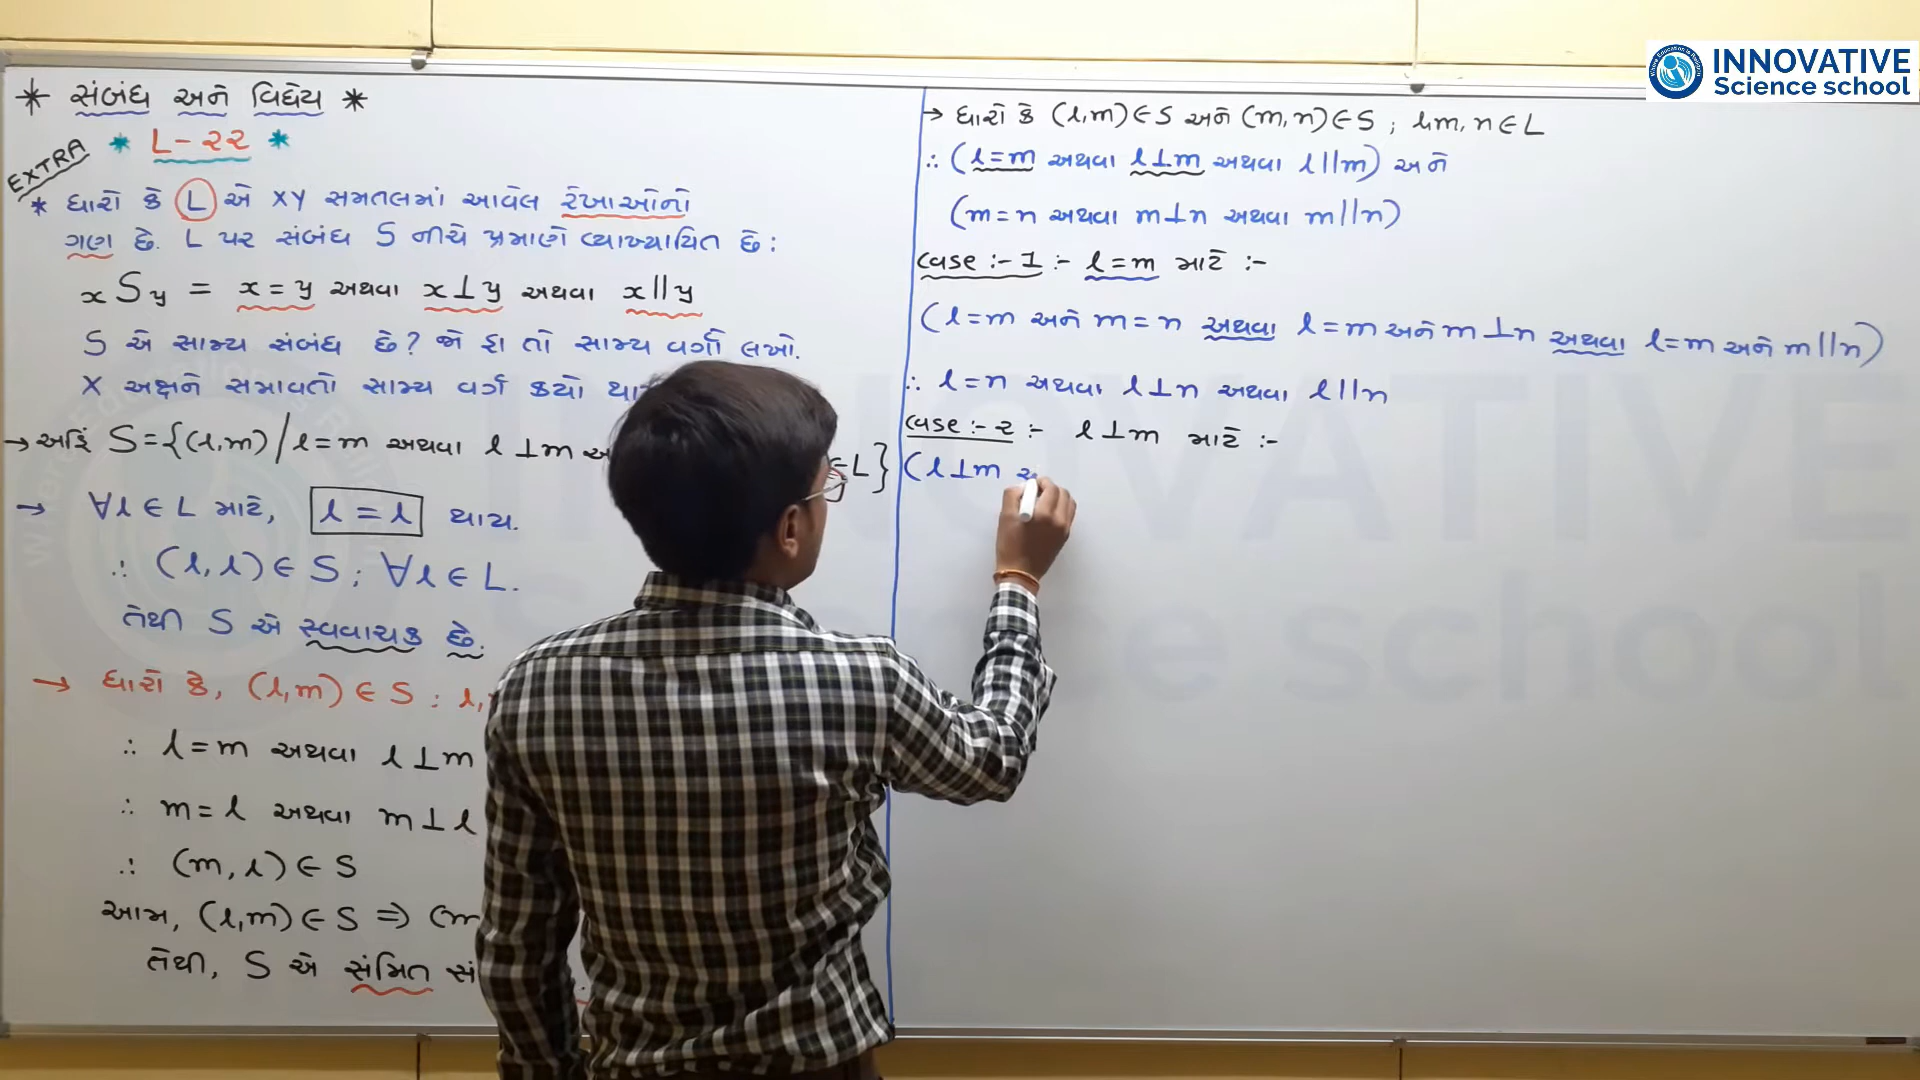 * સંબંધ અને વિધેય *
* L-૨૨ *
EXTRA
* ધારો કે L એ XY સમતલમાં આવેલ રેખાઓનો
ગણ છે. L પર સંબંધ S નીચે પ્રમાણે વ્યાખ્યાયિત છે :
xSy = x=y અથવા x⊥y અથવા x||y
S એ સામ્ય સંબંધ છે? જો હા તો સામ્ય વર્ગો લખો.
X અક્ષને સમાવતો સામ્ય વર્ગ કયો
→ અહિં S={(l,m)/l=m અથવા l⊥m ∈L}
→ ∀l∈L માટે, l=l થાય.
∴ (l,l)∈S; ∀l∈L.
તેથી S એ સ્વવાચક છે.
→ ધારો કે, (l,m)∈S; l,
∴ l=m અથવા l⊥m
∴ m=l અથવા m⊥l
∴ (m,l)∈S
આમ, (l,m)∈S ⇒ (m
તેથી, S એ સંમિત સં
→ ધારો કે (l,m)∈S અને (m,n)∈S ; l,m,n∈L
∴ (l=m અથવા l⊥m અથવા l||m) અને
(m=n અથવા m⊥n અથવા m||n)
Case :- 1 :- l=m માટે :-
(l=m અને m=n અથવા l=m અને m⊥n અથવા l=m અને m||n)
∴ l=n અથવા l⊥n અથવા l||n
Case :- ૨ :- l⊥m માટે :-
(l⊥m
INNOVATIVE
Science school